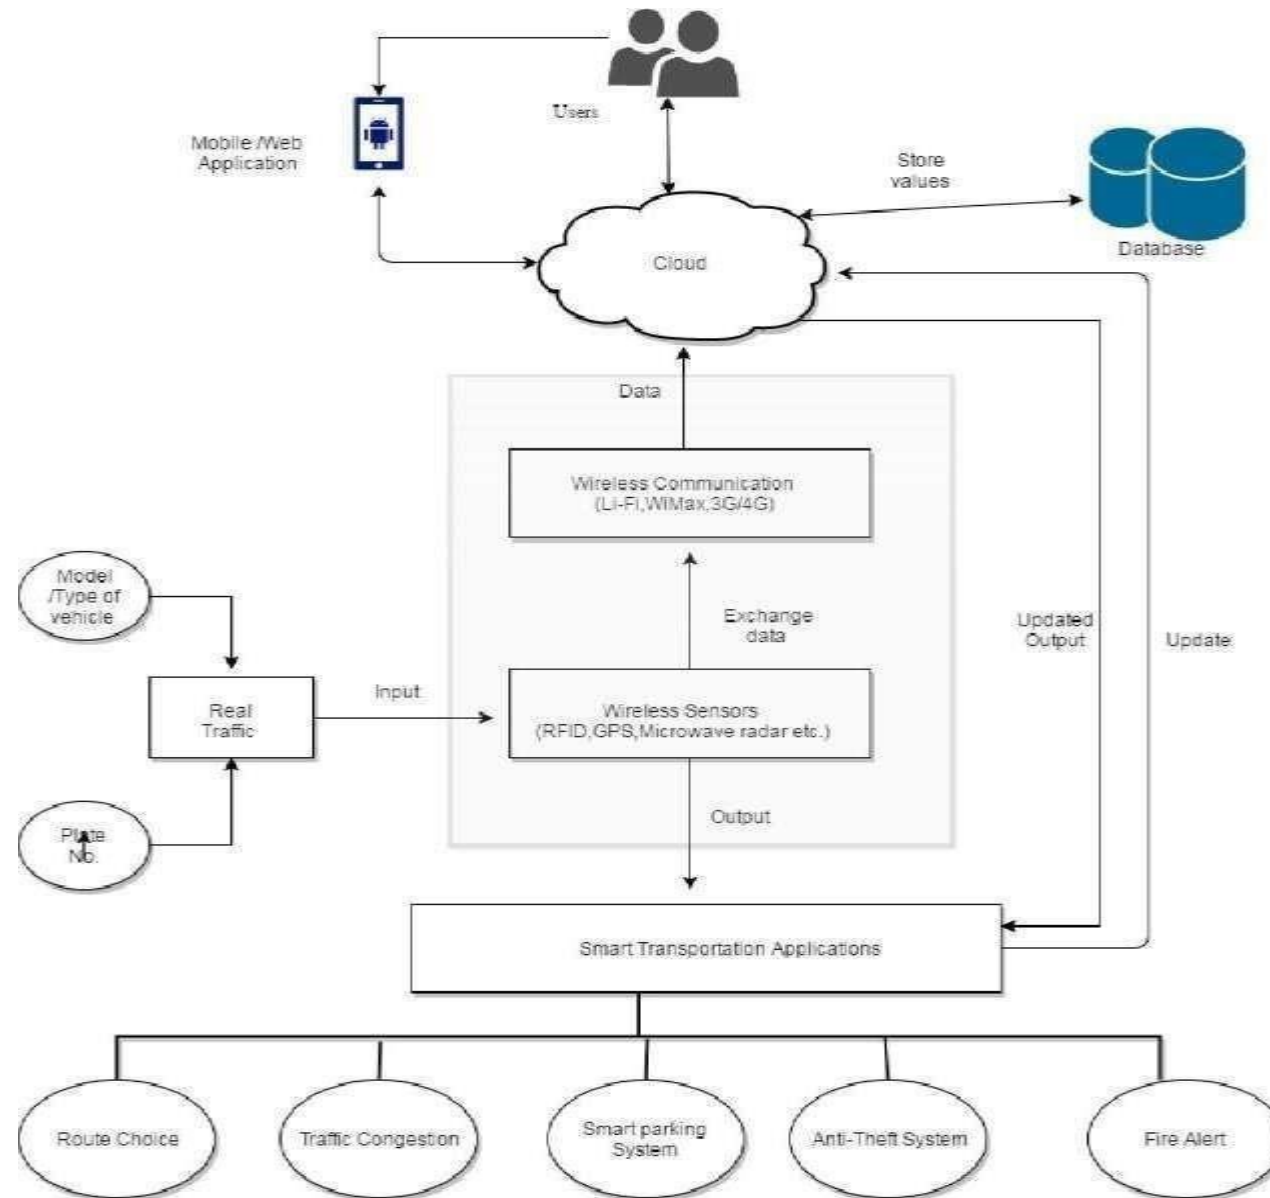 Users
Mobile /Web
Application
Store
values
Database
Cloud
Data
Wireless Communication
(Li-Fi,WiMax,3G/4G)
Model
/Type of
vehicle
Exchange
data
Updated
Output
Update
Input
Real
Traffic
Wireless Sensors
(RFID,GPS,Microwave radar etc.)
Output
Plate
No.
Smart Transportation Applications
Route Choice
Traffic Congestion
Smart parking
System
Anti-Theft System
Fire Alert